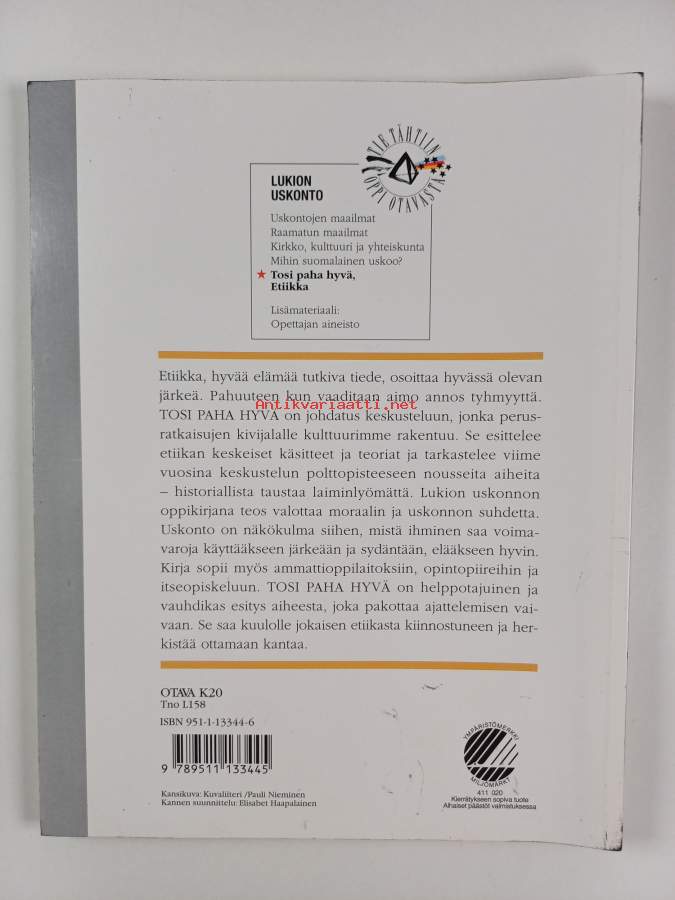 TIE TÄHTIIN
OPPI OTAVASTA
LUKION
USKONTO
Uskontojen maailmat
Raamatun maailmat
Kirkko, kulttuuri ja yhteiskunta
Mihin suomalainen uskoo?
★ Tosi paha hyvä,
Etiikka
Lisämateriaali:
Opettajan aineisto
Etiikka, hyvää elämää tutkiva tiede, osoittaa hyvässä olevan
järkeä. Pahuuteen kun vaaditaan aimo annos tyhmyyttä.
Antikvariaatti.net
TOSI PAHA HYVÄ on johdatus keskusteluun, jonka perus-
ratkaisujen kivijalalle kulttuurimme rakentuu. Se esittelee
etiikan keskeiset käsitteet ja teoriat ja tarkastelee viime
vuosina keskustelun polttopisteeseen nousseita aiheita
– historiallista taustaa laiminlyömättä. Lukion uskonnon
oppikirjana teos valottaa moraalin ja uskonnon suhdetta.
Uskonto on näkökulma siihen, mistä ihminen saa voima-
varoja käyttääkseen järkeään ja sydäntään, elääkseen hyvin.
Kirja sopii myös ammattioppilaitoksiin, opintopiireihin ja
itseopiskeluun. TOSI PAHA HYVÄ on helppotajuinen ja
vauhdikas esitys aiheesta, joka pakottaa ajattelemisen vai-
vaan. Se saa kuulolle jokaisen etiikasta kiinnostuneen ja her-
kistää ottamaan kantaa.
OTAVA K20
Tno L158
ISBN 951-1-13344-6
9 789511 133445
Kansikuva: Kuvaliiteri /Pauli Nieminen
Kannen suunnittelu: Elisabet Haapalainen
YMPÄRISTÖMERKKI
MILJÖMÄRKT
411 020
Kierrätykseen sopiva tuote
Alhaiset päästöt valmistuksessa